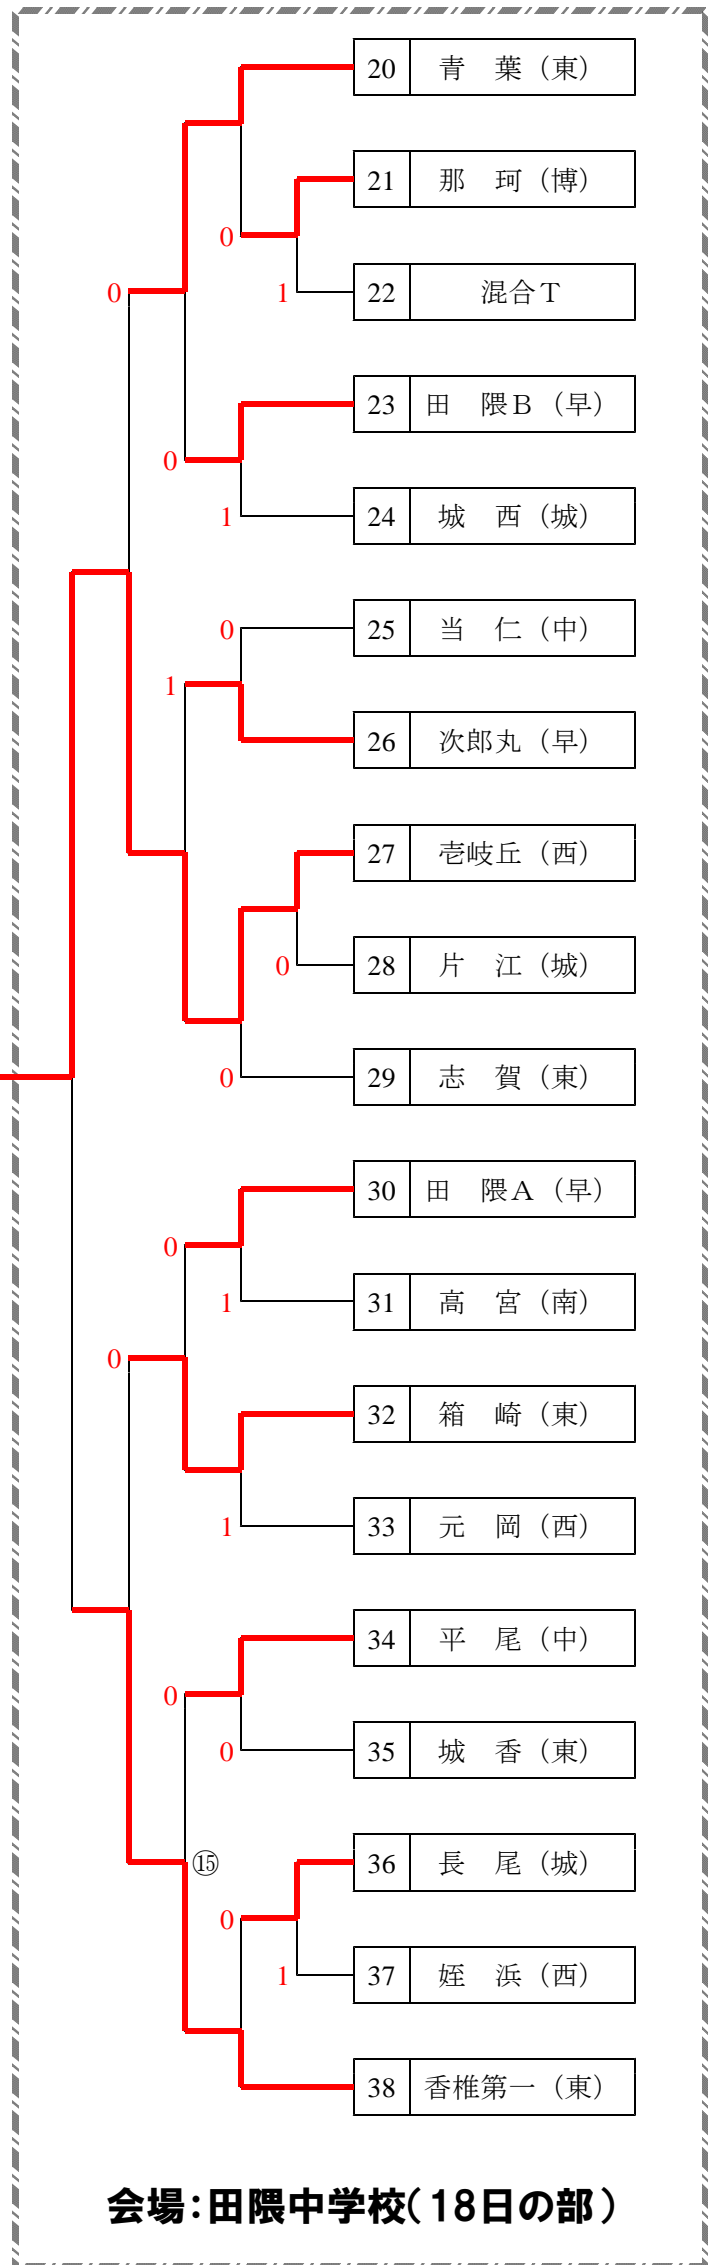 20 青　葉（東）
21 那　珂（博）
0
0 1 22 混合Ｔ
23 田　隈Ｂ（早）
0
1 24 城　西（城）
0 25 当　仁（中）
1
26 次郎丸（早）
27 壱岐丘（西）
0 28 片　江（城）
0 29 志　賀（東）
30 田　隈Ａ（早）
0
1 31 高　宮（南）
0
32 箱　崎（東）
1 33 元　岡（西）
34 平　尾（中）
0
0 35 城　香（東）
⑮ 36 長　尾（城）
0
1 37 姪　浜（西）
38 香椎第一（東）
会場：田隈中学校（18日の部）